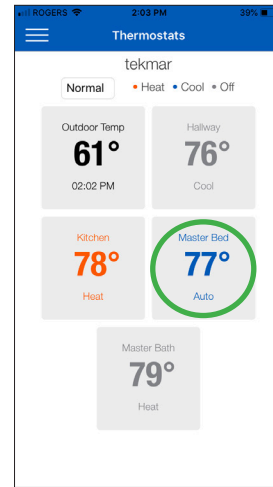 ROGERS 2:03 PM 39%
Thermostats
tekmar
Normal • Heat • Cool • Off
Outdoor Temp
61°
02:02 PM
Hallway
76°
Cool
Kitchen
78°
Heat
Master Bed
77°
Auto
Master Bath
79°
Heat